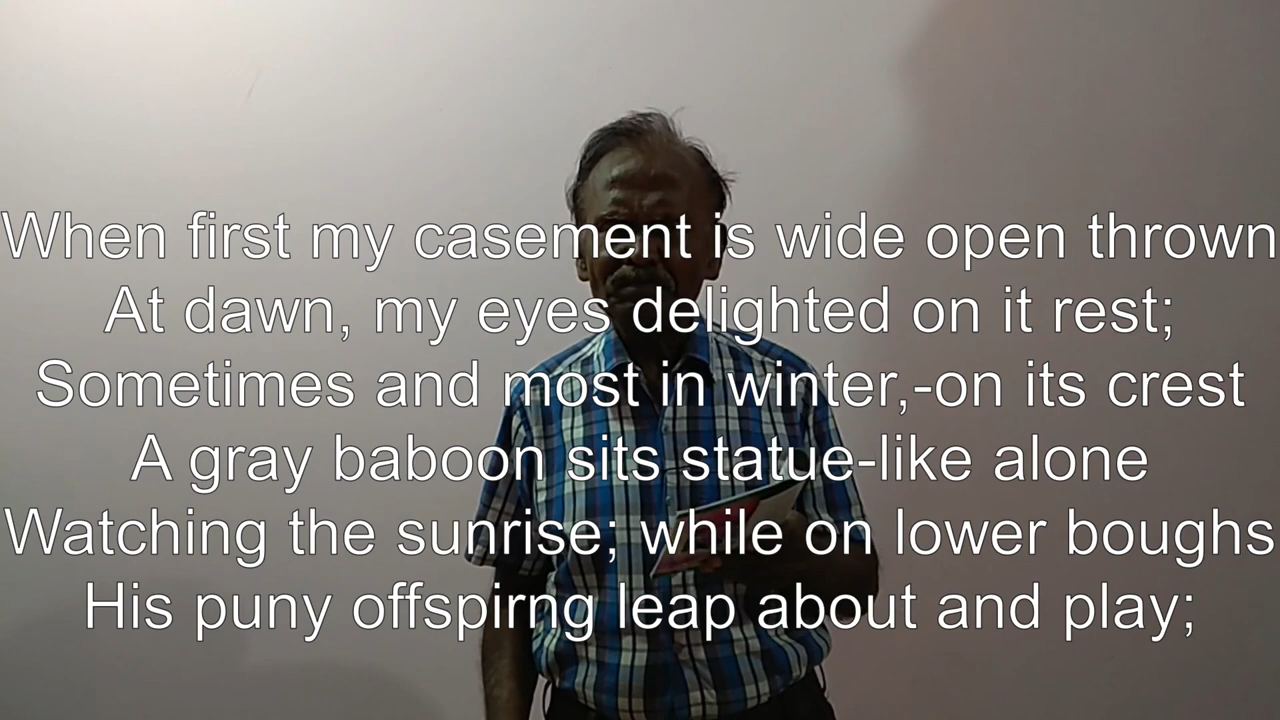 When first my casement is wide open thrown
At dawn, my eyes delighted on it rest;
Sometimes and most in winter,-on its crest
A gray baboon sits statue-like alone
Watching the sunrise; while on lower boughs
His puny offspirng leap about and play;